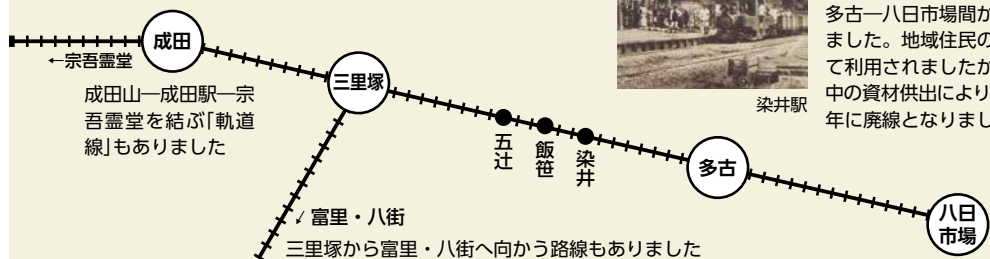 多古―八日市場間が
ました。地域住民の
て利用されましたが
中の資材供出により
年に廃線となりまし
染井駅
成田
←宗吾霊堂
成田山―成田駅―宗
吾霊堂を結ぶ「軌道
線」もありました
三里塚
五辻
飯笹
染井
多古
八日
市場
↙富里・八街
三里塚から富里・八街へ向かう路線もありました